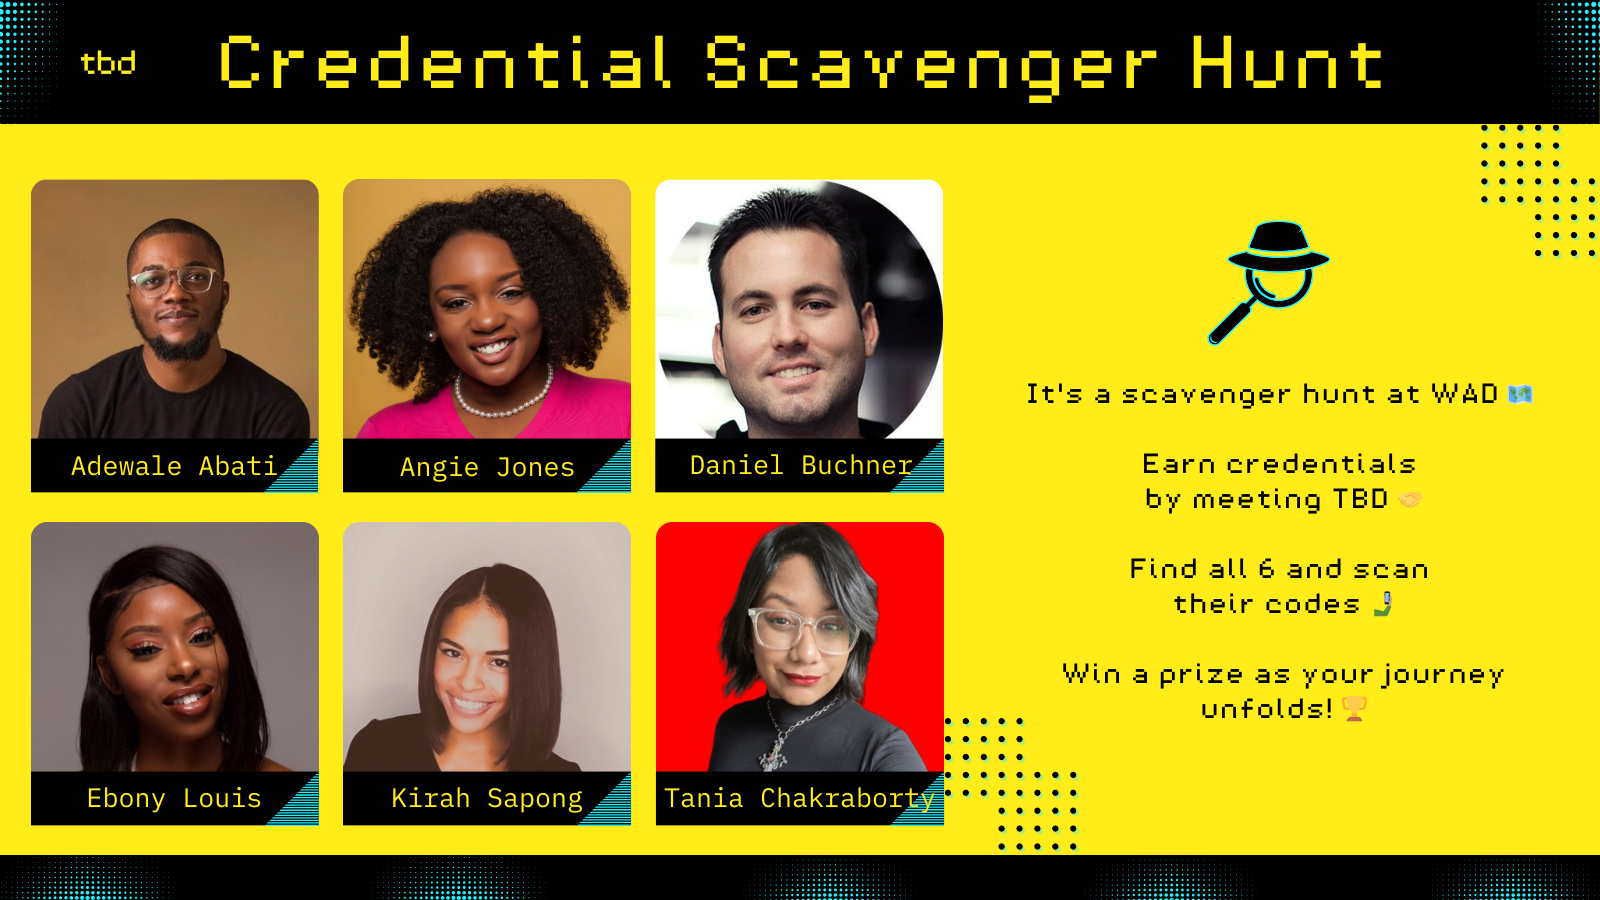 tbd
Credential Scavenger Hunt
Adewale Abati
Angie Jones
Daniel Buchner
Ebony Louis
Kirah Sapong
Tania Chakraborty
It's a scavenger hunt at WAD 🗺️
Earn credentials
by meeting TBD 🤝
Find all 6 and scan
their codes 🤳
Win a prize as your journey
unfolds! 🏆